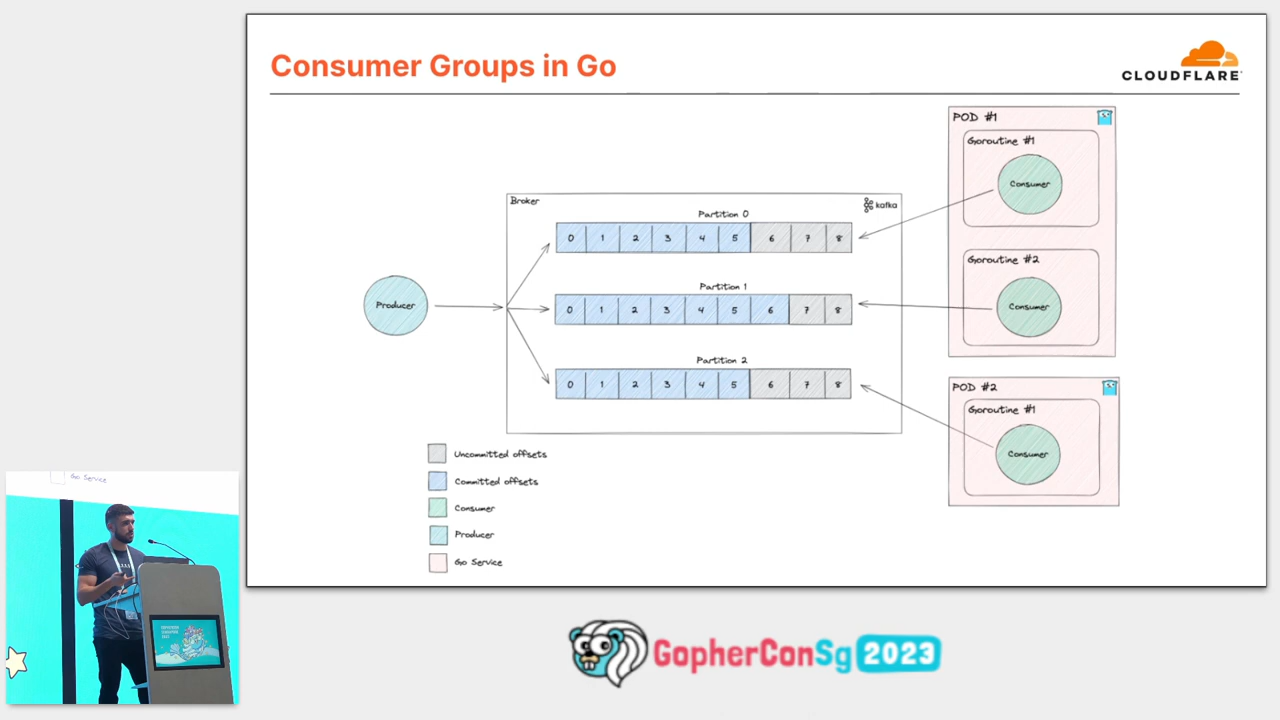 Consumer Groups in Go
CLOUDFLARE
POD #1
Goroutine #1
Consumer
Goroutine #2
Consumer
POD #2
Goroutine #1
Consumer
Broker
kafka
Partition 0
0 1 2 3 4 5 6 7 8
Partition 1
0 1 2 3 4 5 6 7 8
Partition 2
0 1 2 3 4 5 6 7 8
Producer
Uncommitted offsets
Committed offsets
Consumer
Producer
Go Service
Go Service
GopherConSg 2023